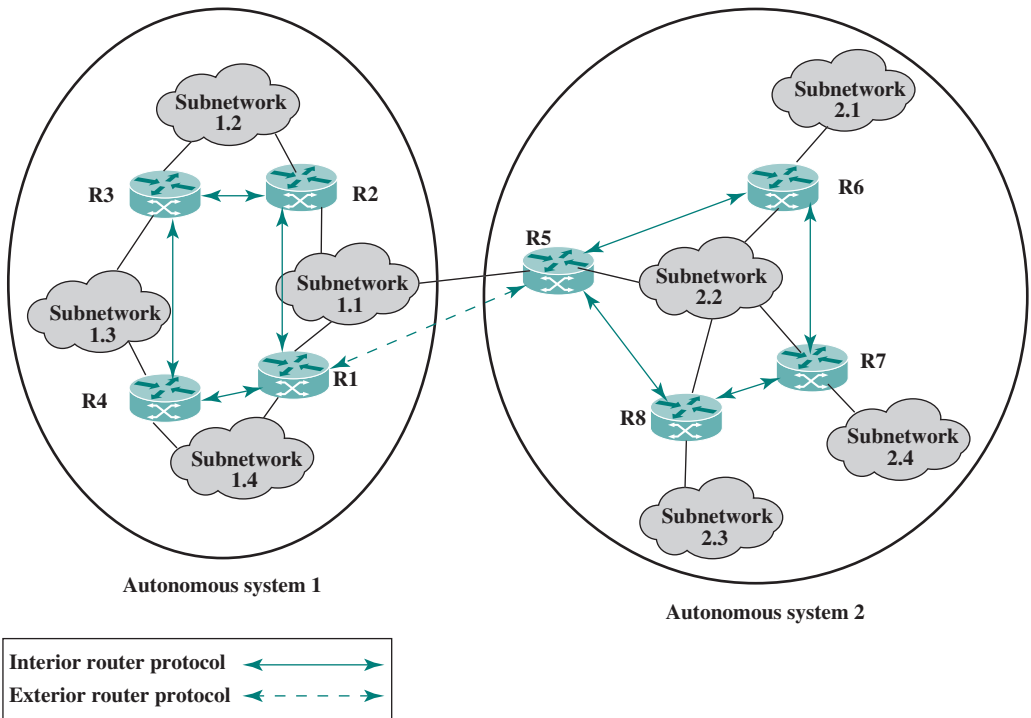 Subnetwork
1.2
R3
R2
Subnetwork
1.1
Subnetwork
1.3
R4
R1
Subnetwork
1.4
Autonomous system 1
Subnetwork
2.1
R6
R5
Subnetwork
2.2
R7
R8
Subnetwork
2.4
Subnetwork
2.3
Autonomous system 2
Interior router protocol
Exterior router protocol